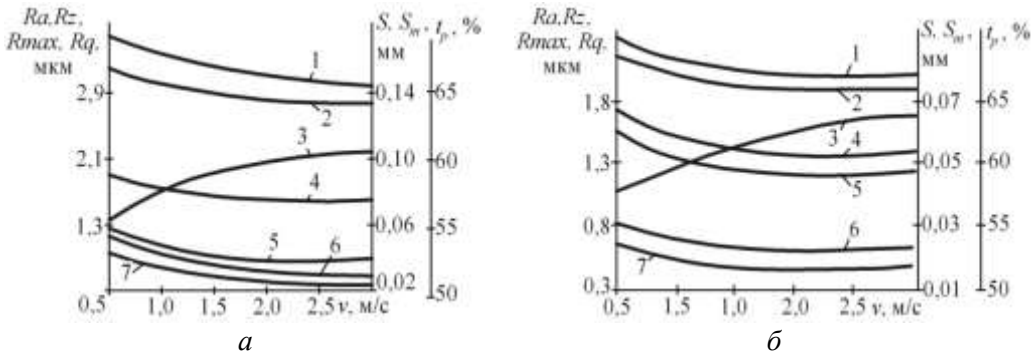 Ra, Rz,
Rmax, Rq,
мкм
S, Sm, tp, %
мм
2,9
2,1
1,3
0,14
0,10
0,06
0,02
65
60
55
50
1
2
3
4
5
6
7
0,5 1,0 1,5 2,0 2,5 v, м/с
а
Ra, Rz,
Rmax, Rq,
мкм
S, Sm, tp, %
мм
1,8
1,3
0,8
0,3
0,07
0,05
0,03
0,01
65
60
55
50
1
2
3
4
5
6
7
0,5 1,5 1,0 2,0 2,5 v, м/с
б